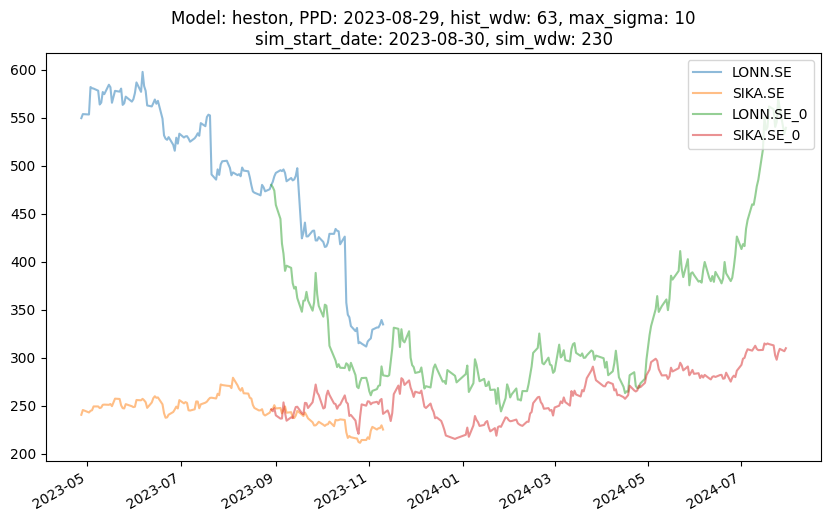 Model: heston, PPD: 2023-08-29, hist_wdw: 63, max_sigma: 10
sim_start_date: 2023-08-30, sim_wdw: 230
LONN.SE
SIKA.SE
LONN.SE_0
SIKA.SE_0
600
550
500
450
400
350
300
250
200
2023-05
2023-07
2023-09
2023-11
2024-01
2024-03
2024-05
2024-07